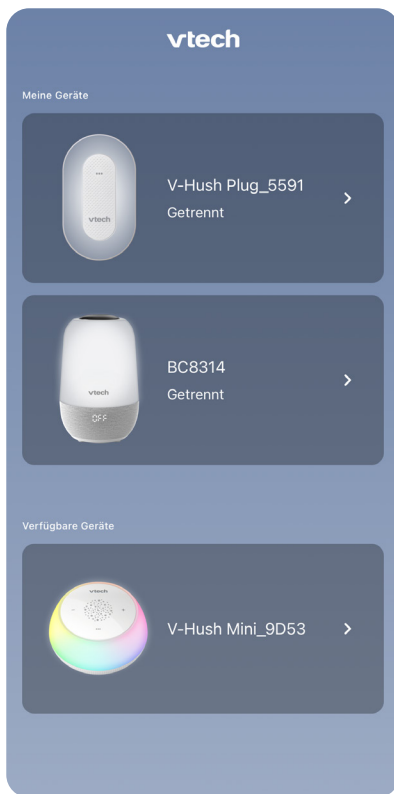 vtech
Meine Geräte
vtech
V-Hush Plug_5591
Getrennt
vtech
OFF
BC8314
Getrennt
Verfügbare Geräte
vtech
V-Hush Mini_9D53